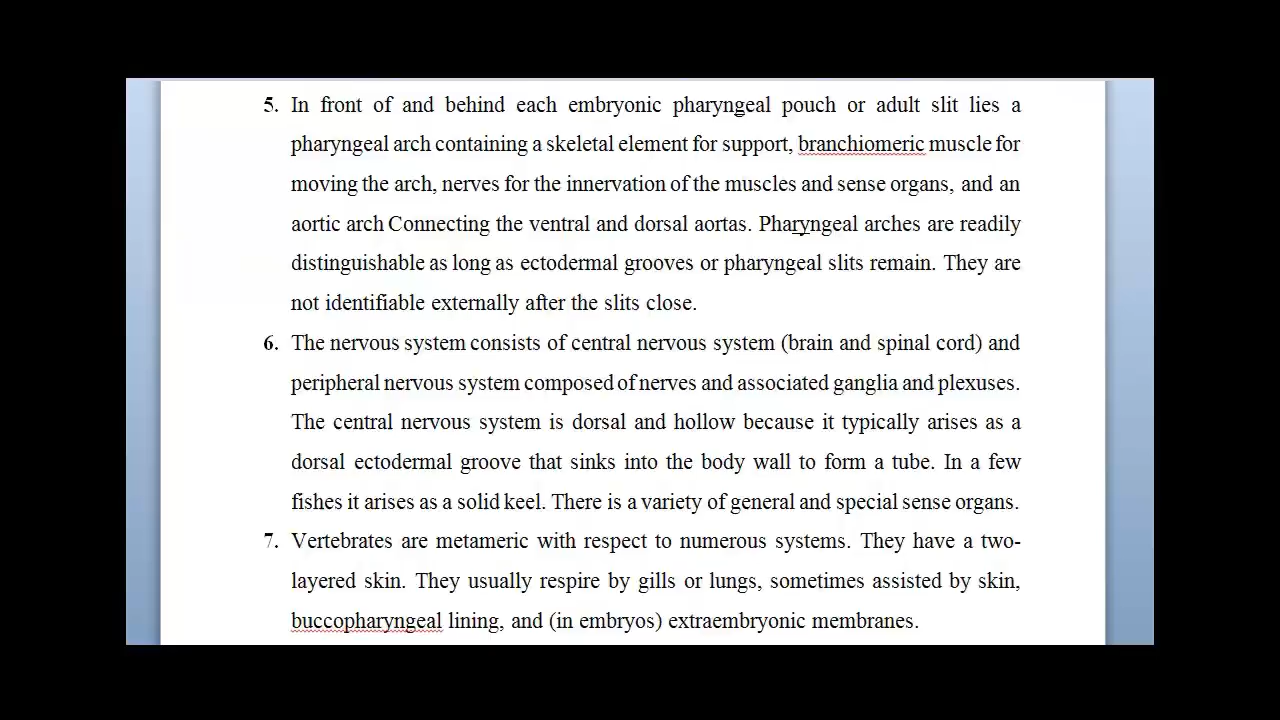 5. In front of and behind each embryonic pharyngeal pouch or adult slit lies a
pharyngeal arch containing a skeletal element for support, branchiomeric muscle for
moving the arch, nerves for the innervation of the muscles and sense organs, and an
aortic arch Connecting the ventral and dorsal aortas. Pharyngeal arches are readily
distinguishable as long as ectodermal grooves or pharyngeal slits remain. They are
not identifiable externally after the slits close.
6. The nervous system consists of central nervous system (brain and spinal cord) and
peripheral nervous system composed of nerves and associated ganglia and plexuses.
The central nervous system is dorsal and hollow because it typically arises as a
dorsal ectodermal groove that sinks into the body wall to form a tube. In a few
fishes it arises as a solid keel. There is a variety of general and special sense organs.
7. Vertebrates are metameric with respect to numerous systems. They have a two-
layered skin. They usually respire by gills or lungs, sometimes assisted by skin,
buccopharyngeal lining, and (in embryos) extraembryonic membranes.